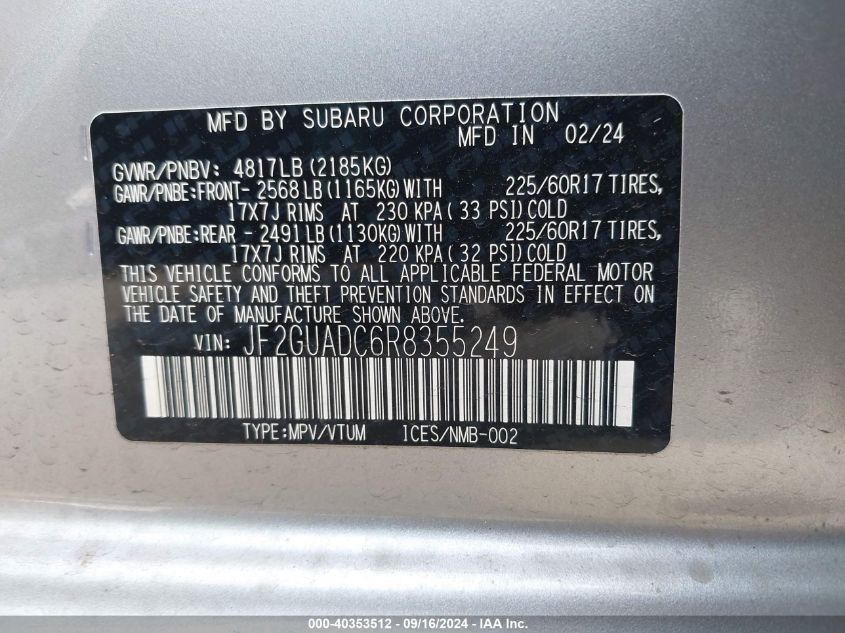 MFD BY SUBARU CORPORATION
MFD IN 02/24
GVWR/PNBV: 4817LB (2185KG)
GAWR/PNBE:FRONT- 2568 LB (1165KG) WITH 225/60R17 TIRES,
17X7J RIMS AT 230 KPA ( 33 PSI) COLD
GAWR/PNBE:REAR - 2491 LB (1130KG) WITH 225/60R17 TIRES,
17X7J RIMS AT 220 KPA ( 32 PSI) COLD
THIS VEHICLE CONFORMS TO ALL APPLICABLE FEDERAL MOTOR
VEHICLE SAFETY AND THEFT PREVENTION STANDARDS IN EFFECT
ON THE DATE OF MANUFACTURE SHOWN ABOVE.
VIN: JF2GUADC6R8355249
TYPE:MPV/VTUM ICES/NMB-002
000-40353512 - 09/16/2024 - IAA Inc.